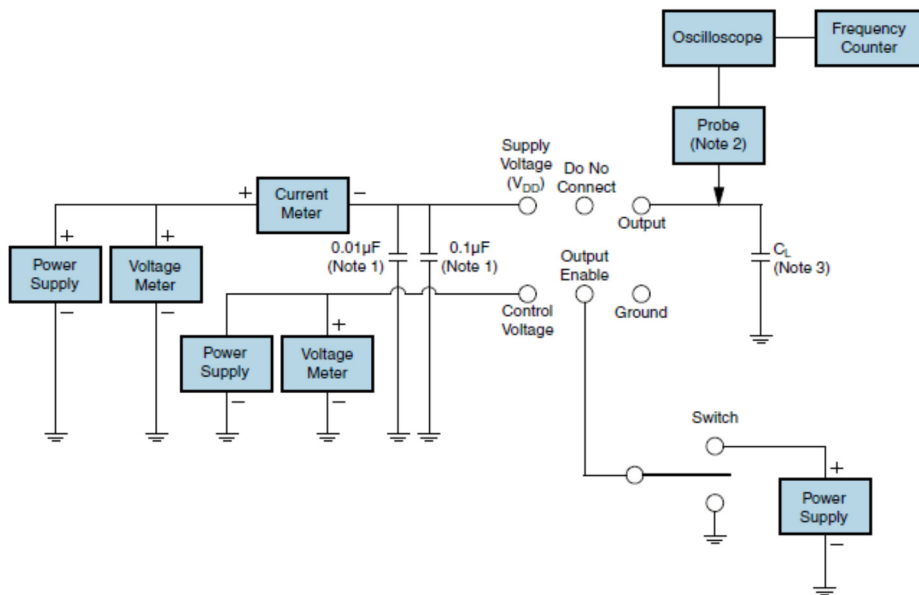 Oscilloscope
Frequency
Counter
Probe
(Note 2)
Supply
Voltage
(VDD)
Do No
Connect
Output
+
Current
Meter
−
+
Power
Supply
−
+
Voltage
Meter
−
0.01µF
(Note 1)
0.1µF
(Note 1)
CL
(Note 3)
Output
Enable
Control
Voltage
Ground
Power
Supply
−
+
Voltage
Meter
−
Switch
+
Power
Supply
−